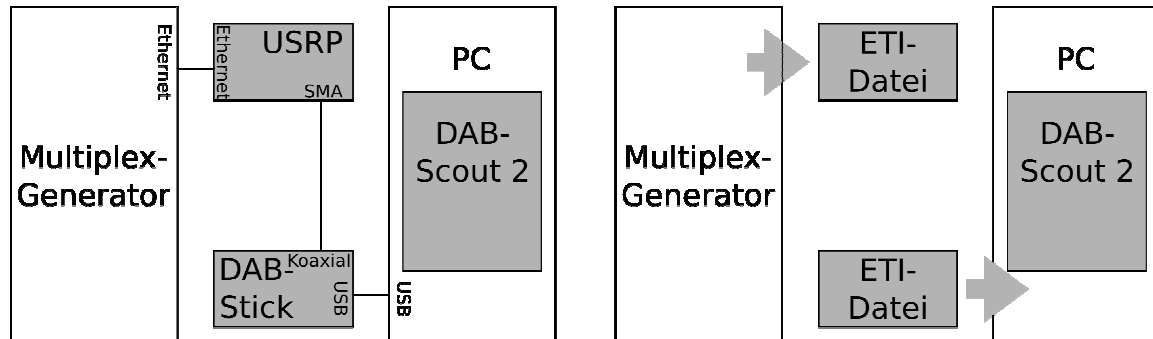 Ethernet
Ethernet
USRP
SMA
PC
DAB-
Scout 2
Multiplex-
Generator
DAB-
Koaxial
Stick
USB
USB
ETI-
Datei
PC
DAB-
Scout 2
Multiplex-
Generator
ETI-
Datei